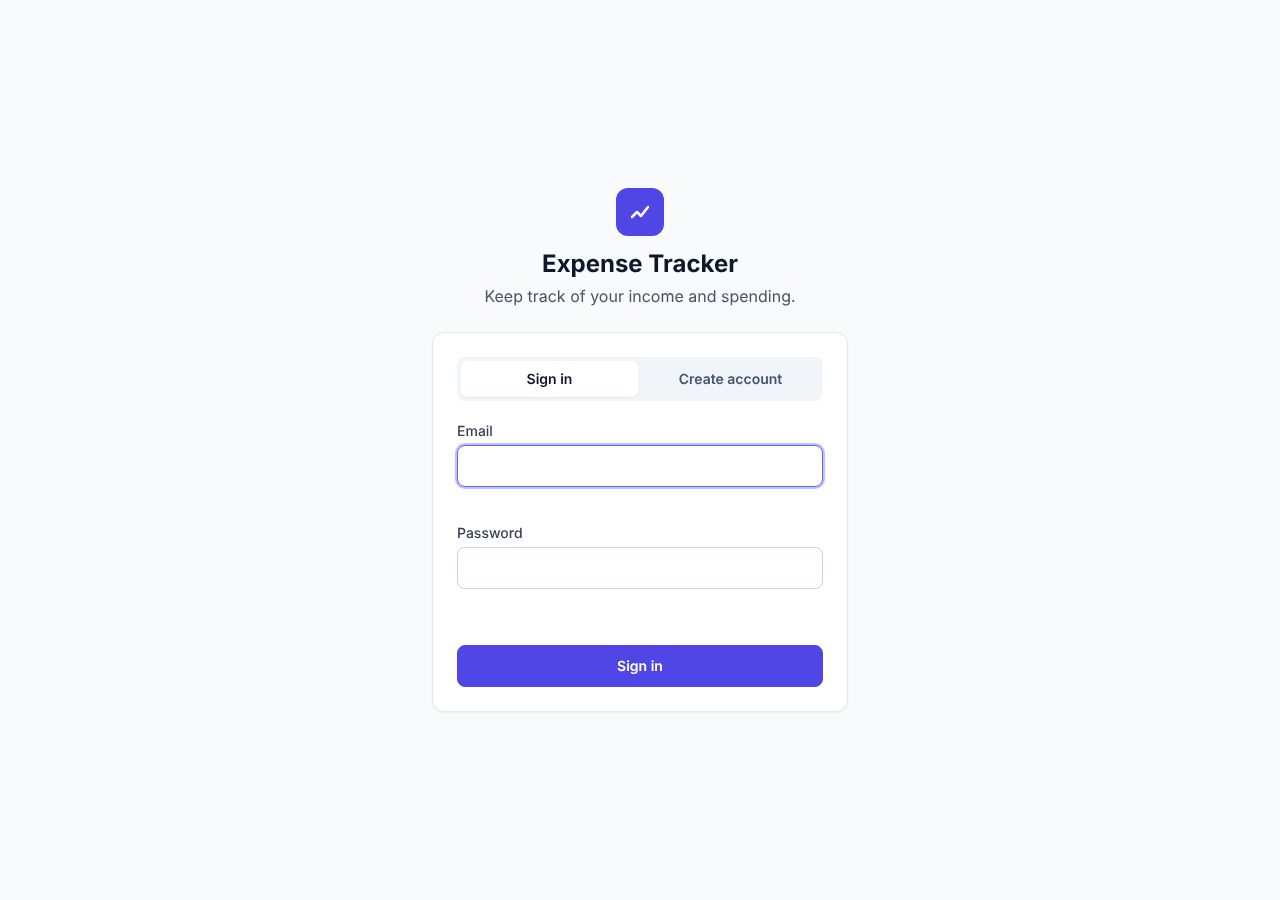 Expense Tracker
Keep track of your income and spending.
Sign in
Create account
Email
Password
Sign in